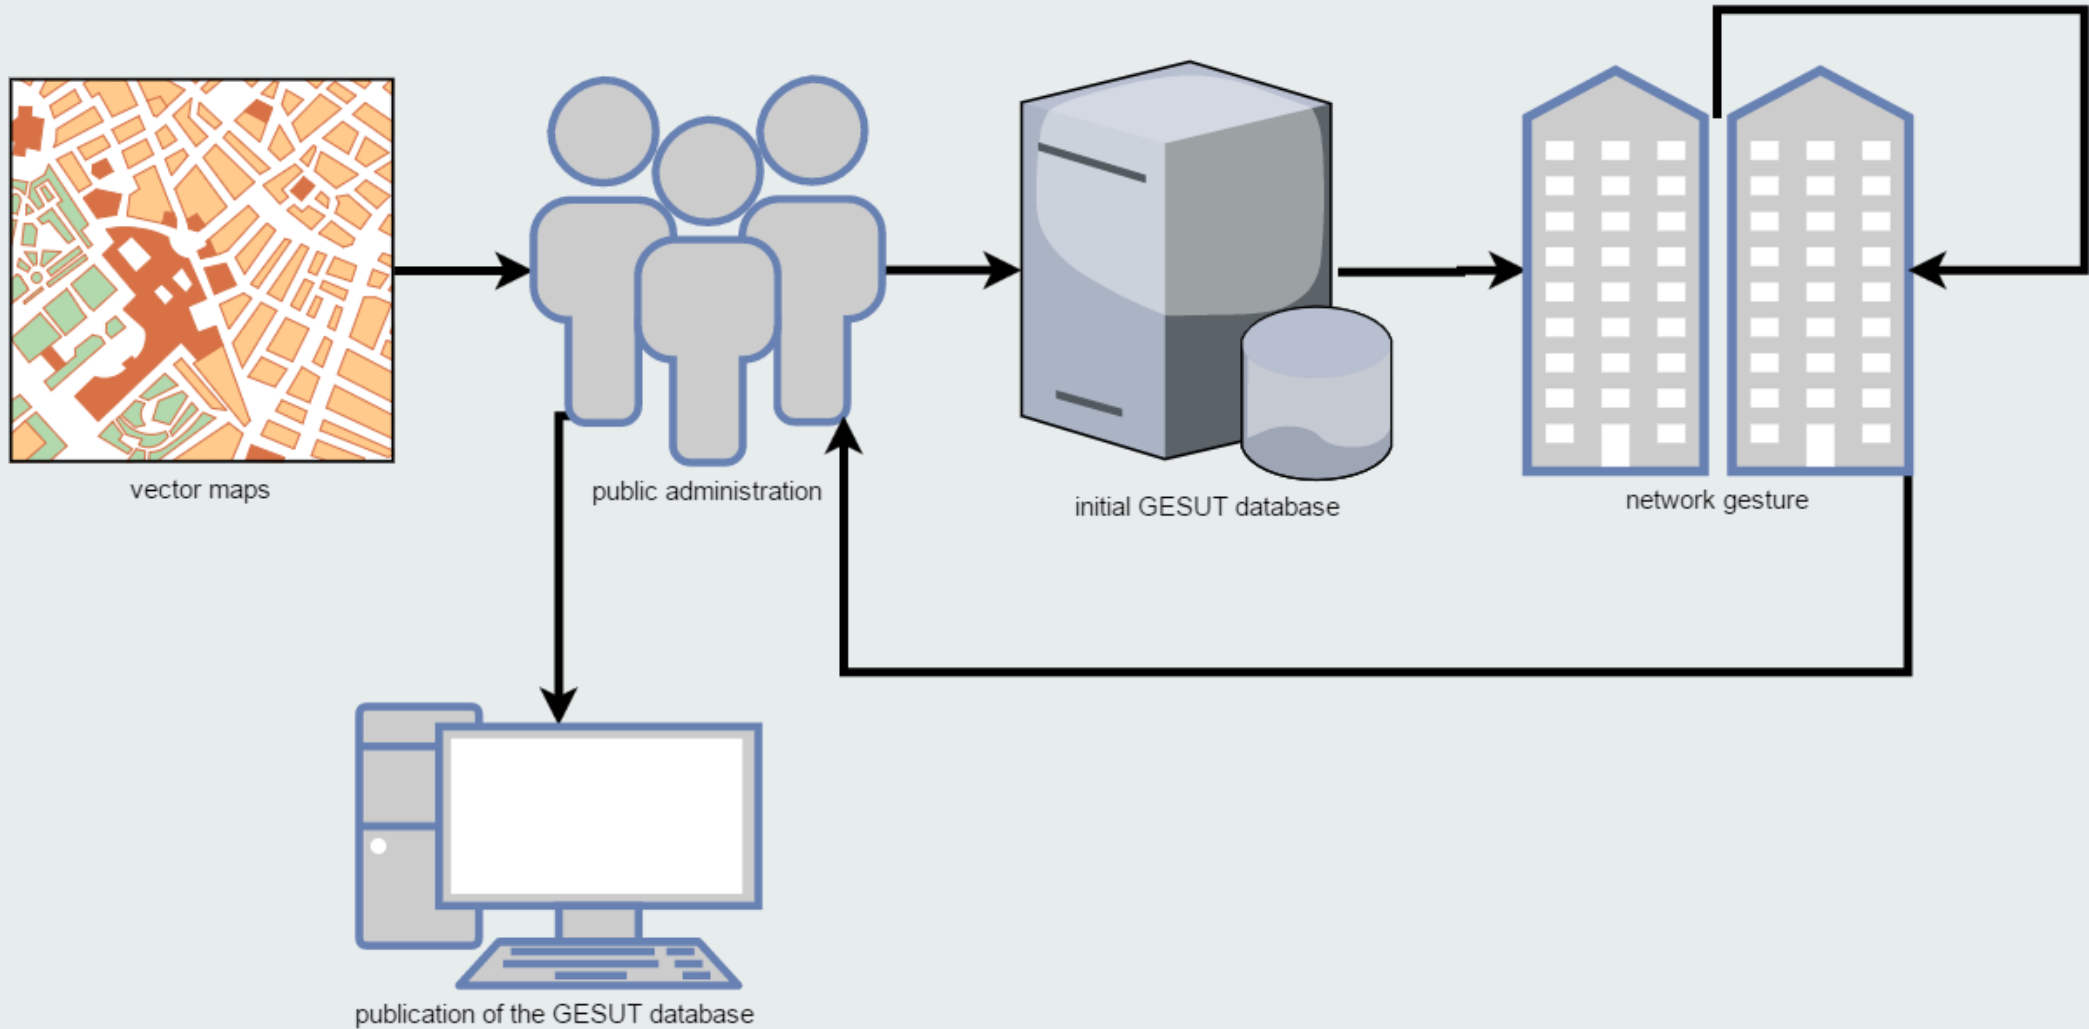 vector maps
public administration
initial GESUT database
network gesture
publication of the GESUT database